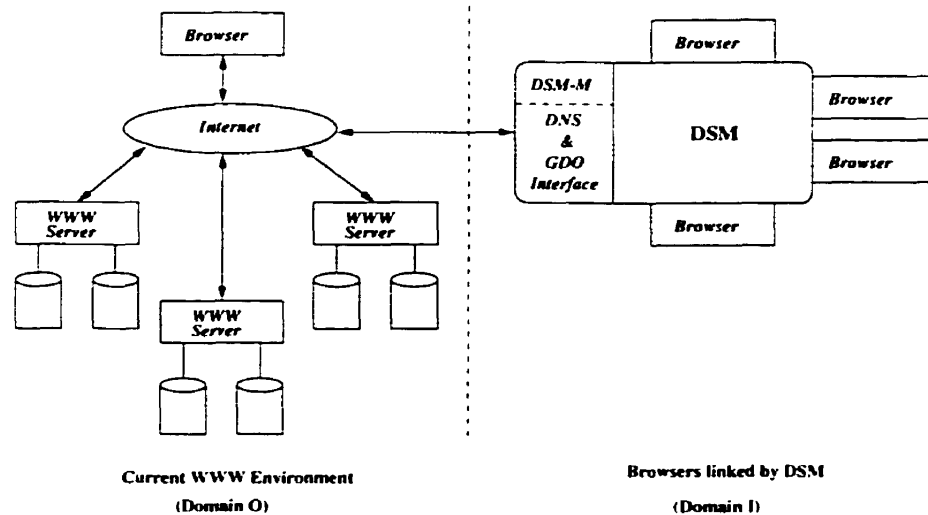 Browser
Internet
WWW
Server
WWW
Server
WWW
Server
Current WWW Environment
(Domain O)
Browser
DSM-M
DNS
&
GDO
Interface
DSM
Browser
Browser
Browser
Browsers linked by DSM
(Domain I)